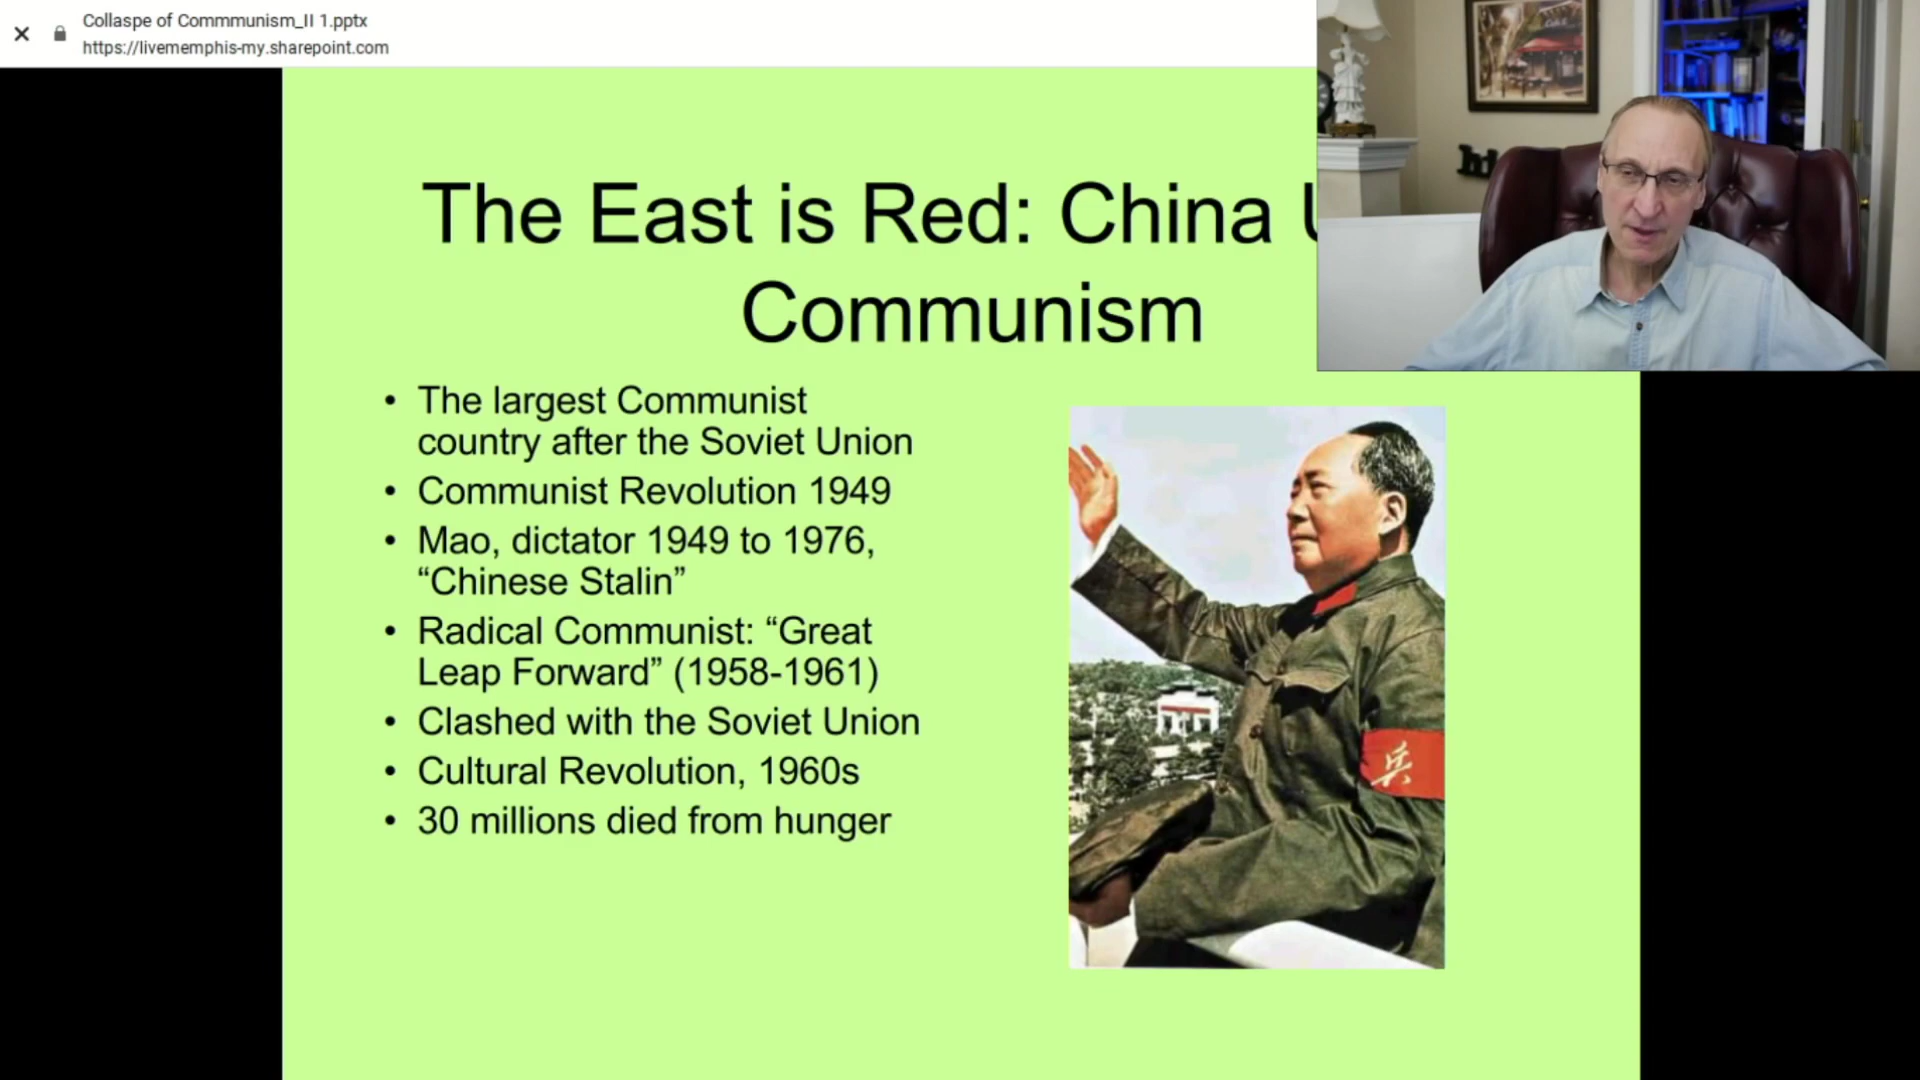 Collaspe of Commmunism_II 1.pptx
https://livememphis-my.sharepoint.com
The East is Red: China
Communism
• The largest Communist
country after the Soviet Union
• Communist Revolution 1949
• Mao, dictator 1949 to 1976,
“Chinese Stalin”
• Radical Communist: “Great
Leap Forward” (1958-1961)
• Clashed with the Soviet Union
• Cultural Revolution, 1960s
• 30 millions died from hunger
兵